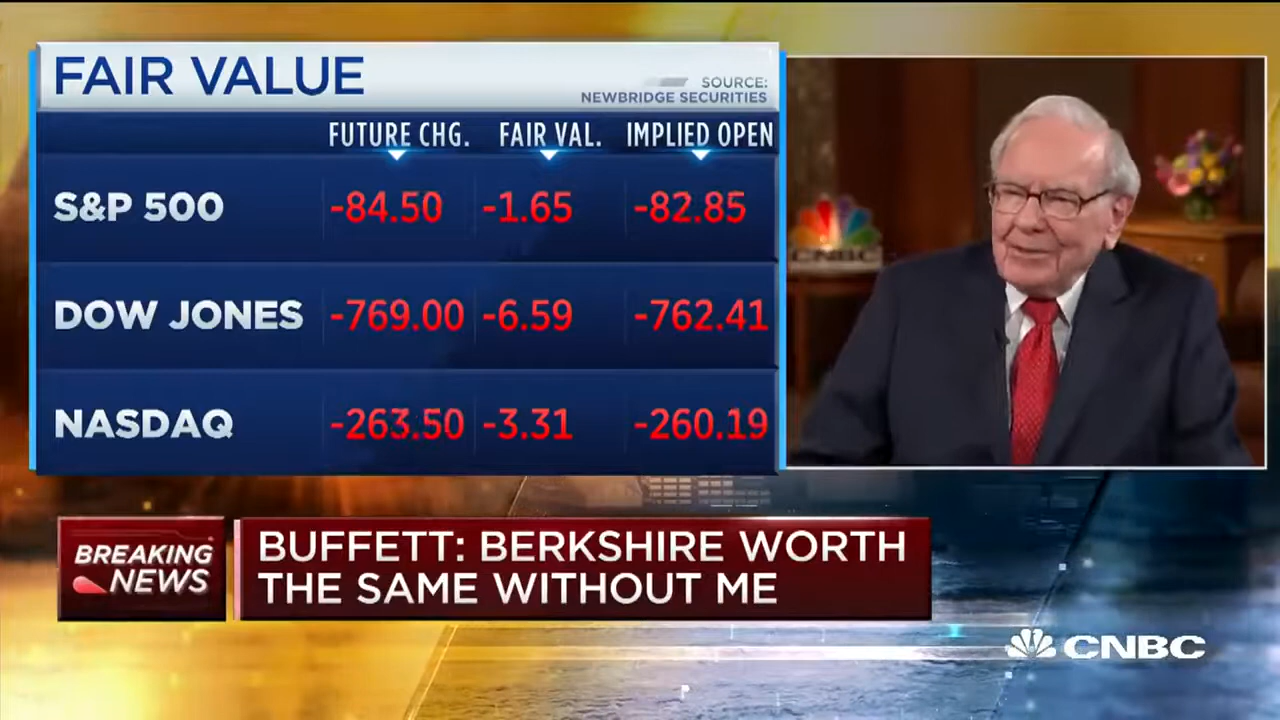 FAIR VALUE
SOURCE:
NEWBRIDGE SECURITIES
FUTURE CHG. FAIR VAL. IMPLIED OPEN
S&P 500 -84.50 -1.65 -82.85
DOW JONES -769.00 -6.59 -762.41
NASDAQ -263.50 -3.31 -260.19
CNBC
BREAKING NEWS
BUFFETT: BERKSHIRE WORTH
THE SAME WITHOUT ME
CNBC